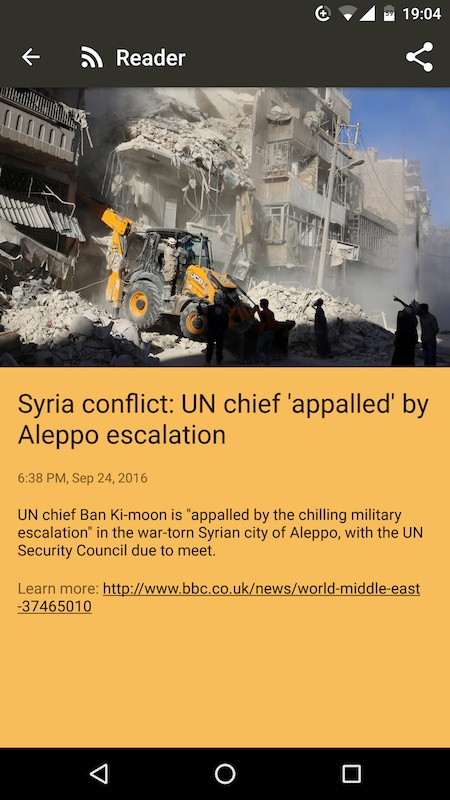 19:04
Reader
Syria conflict: UN chief 'appalled' by
Aleppo escalation
6:38 PM, Sep 24, 2016
UN chief Ban Ki-moon is "appalled by the chilling military
escalation" in the war-torn Syrian city of Aleppo, with the UN
Security Council due to meet.
Learn more: http://www.bbc.co.uk/news/world-middle-east
-37465010